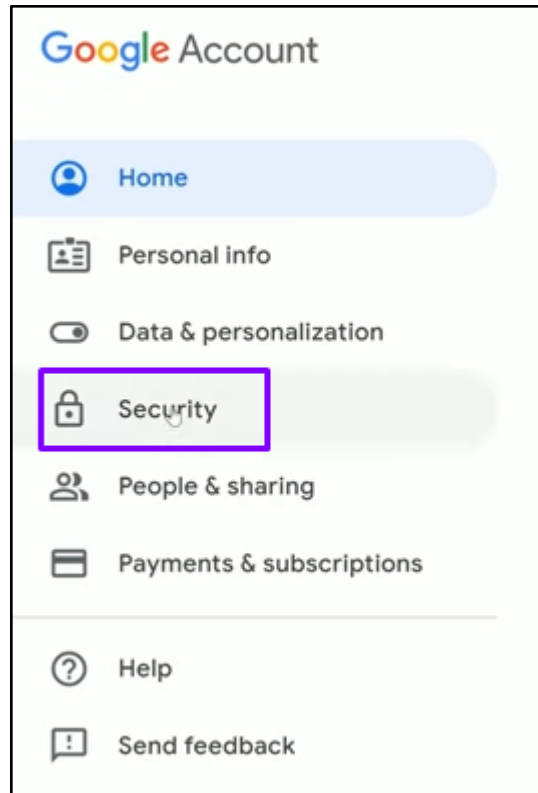 Google Account
Home
Personal info
Data & personalization
Security
People & sharing
Payments & subscriptions
Help
Send feedback